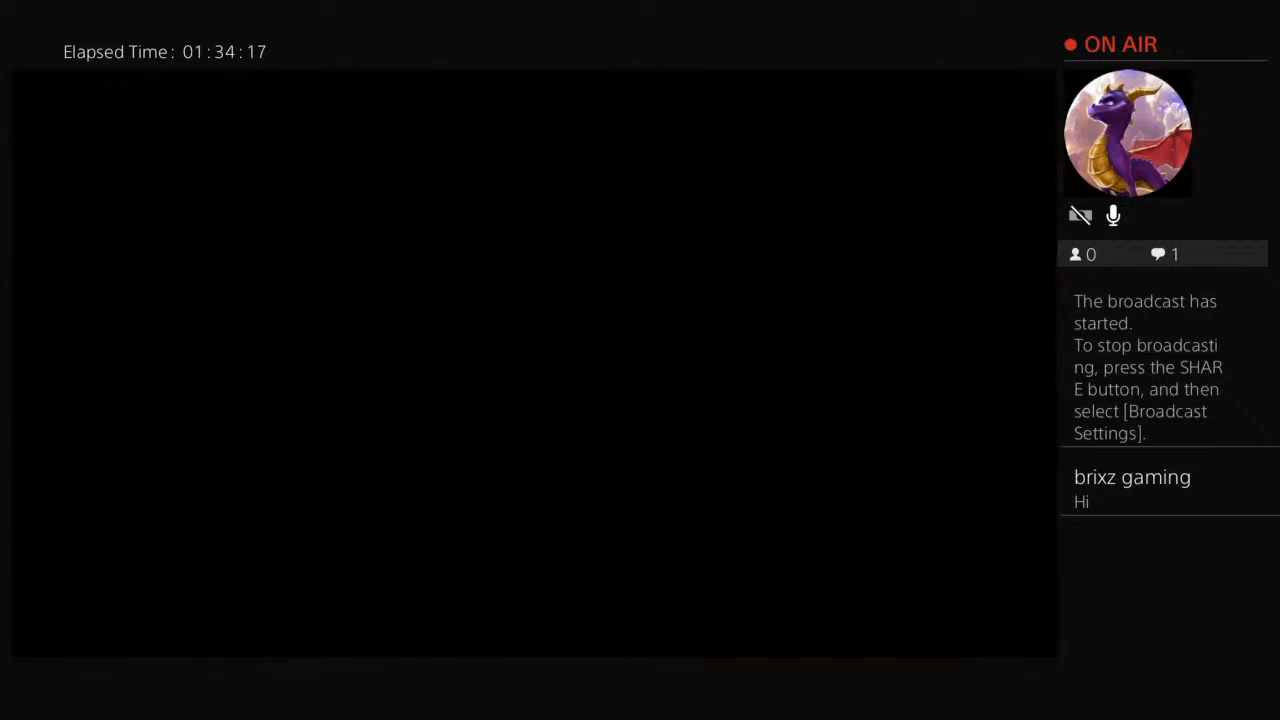 Elapsed Time: 01:34:17
ON AIR
0 1
The broadcast has
started.
To stop broadcasti
ng, press the SHAR
E button, and then
select [Broadcast
Settings].
brixz gaming
Hi